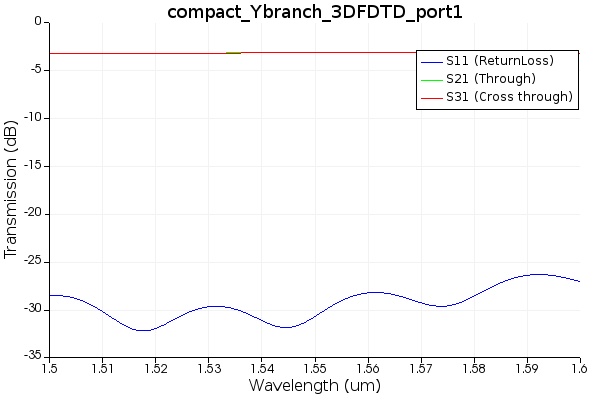 compact_Ybranch_3DFDTD_port1
0
S11 (ReturnLoss)
-5
S21 (Through)
S31 (Cross through)
-10
-15
-20
-25
-30
-35
Transmission (dB)
1.5 1.51 1.52 1.53 1.54 1.55 1.56 1.57 1.58 1.59 1.6
Wavelength (um)